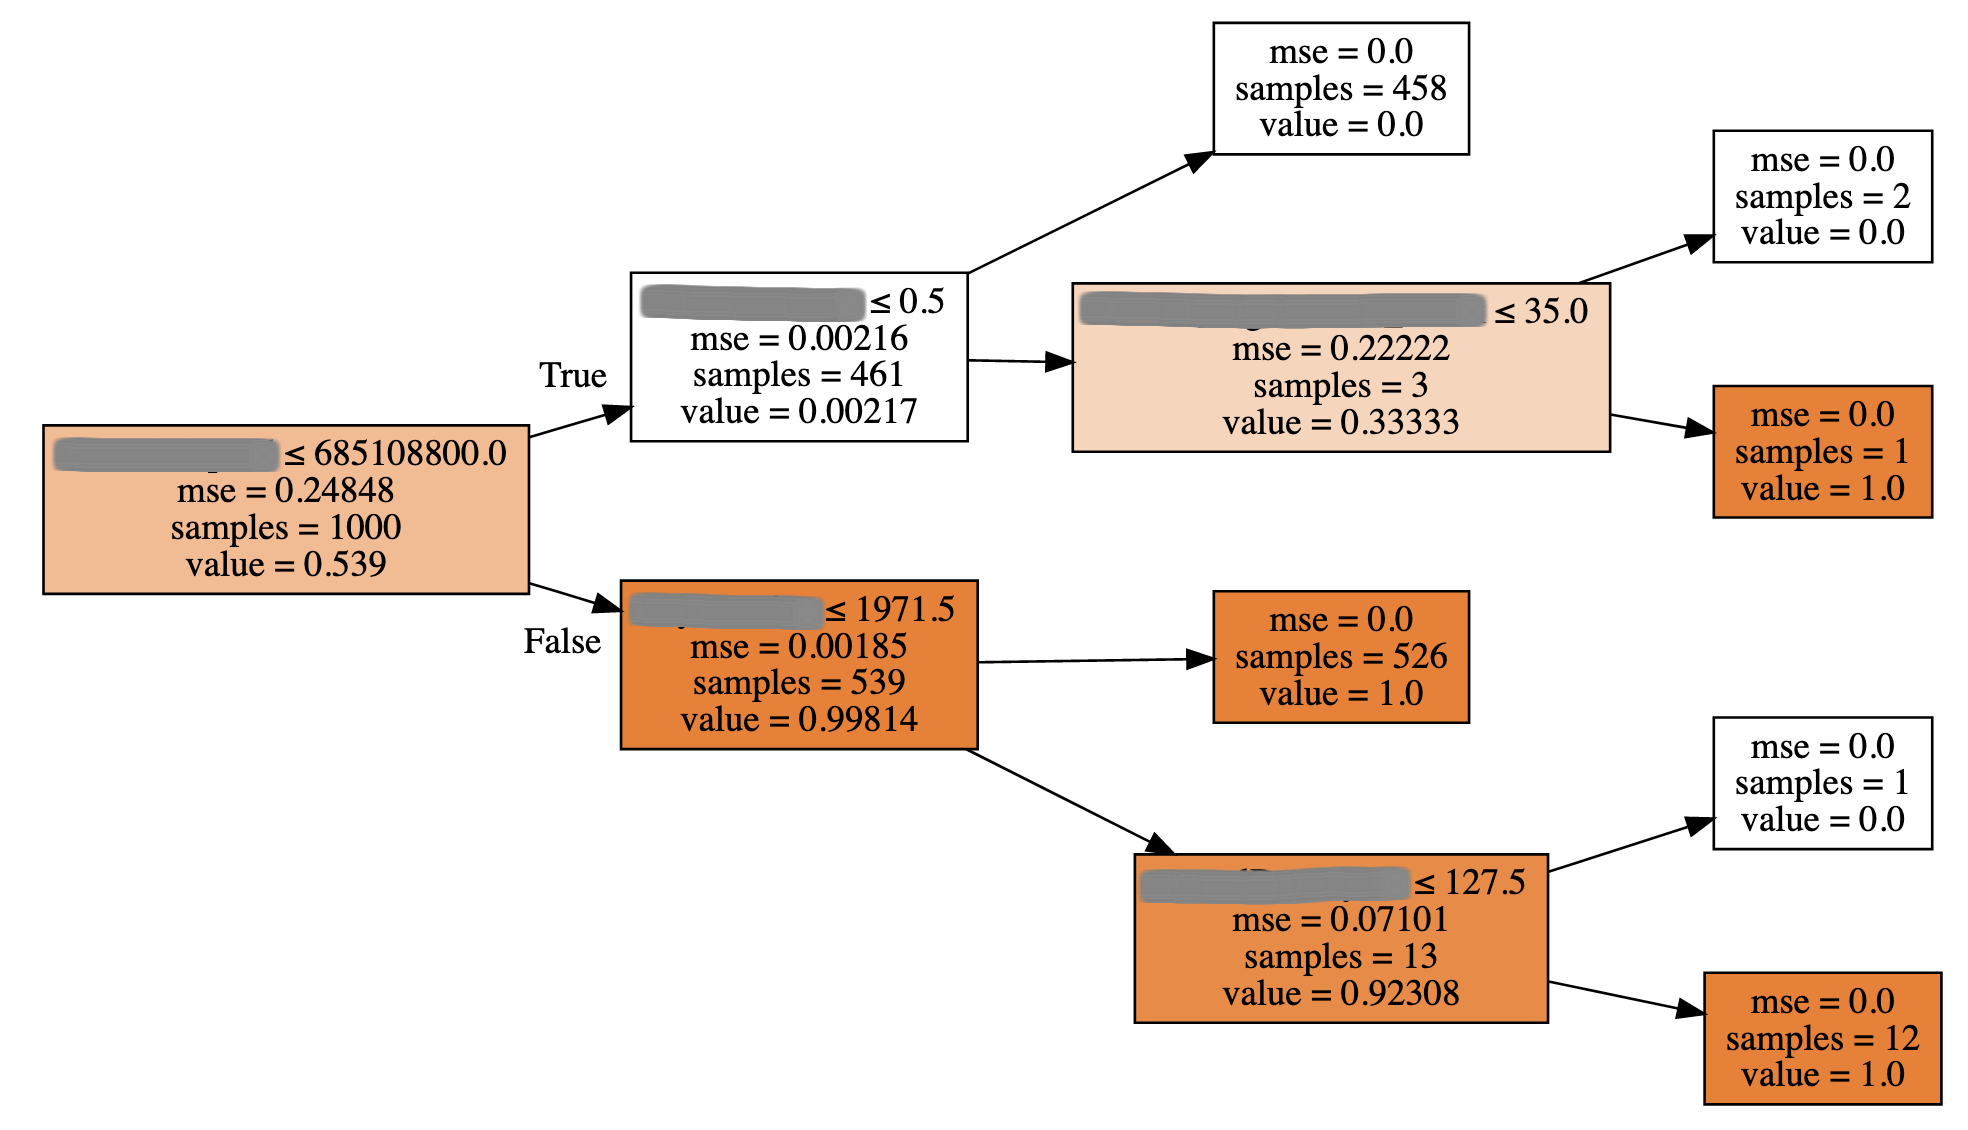 mse = 0.0
samples = 458
value = 0.0
mse = 0.0
samples = 2
value = 0.0
≤ 0.5
mse = 0.00216
samples = 461
value = 0.00217
≤ 35.0
mse = 0.22222
samples = 3
value = 0.33333
True
mse = 0.0
samples = 1
value = 1.0
≤ 685108800.0
mse = 0.24848
samples = 1000
value = 0.539
False
≤ 1971.5
mse = 0.00185
samples = 539
value = 0.99814
mse = 0.0
samples = 526
value = 1.0
mse = 0.0
samples = 1
value = 0.0
≤ 127.5
mse = 0.07101
samples = 13
value = 0.92308
mse = 0.0
samples = 12
value = 1.0